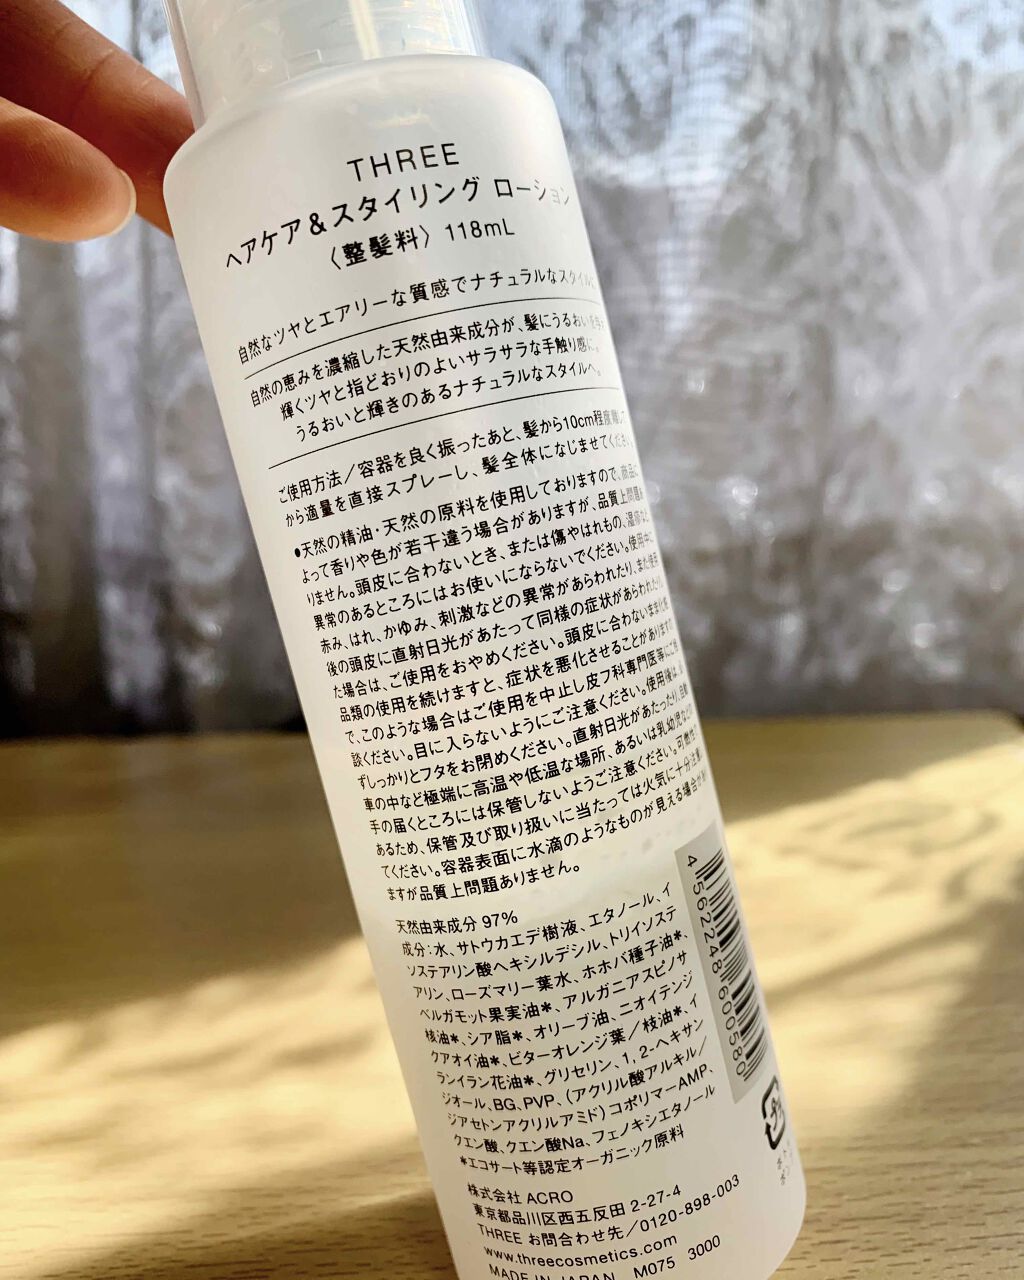 THREE
ヘアケア&スタイリング ローション
〈整髪料〉 118mL
自然なツヤとエアリーな質感でナチュラルなスタイル
自然の恵みを濃縮した天然由来成分が、髪にうるおいを
輝くツヤと指どおりのよいサラサラな手触り感に。
うるおいと輝きのあるナチュラルなスタイルへ。
ご使用方法/容器を良く振ったあと、髪から10cm程度離して
から適量を直接スプレーし、髪全体になじませてください。
●天然の精油・天然の原料を使用しておりますので、商品に
よって香りや色が若干違う場合がありますが、品質上問題あ
りません。頭皮に合わないとき、または傷やはれもの、湿疹など
異常のあるところにはお使いにならないでください。使用中に
赤み、はれ、かゆみ、刺激などの異常があらわれたり、また使用
後の頭皮に直射日光があたって同様の症状があらわれたりし
た場合は、ご使用をおやめください。頭皮に合わないまま化粧
品類の使用を続けますと、症状を悪化させることがありますの
で、このような場合はご使用を中止し皮フ科専門医等にご相
談ください。目に入らないようにご注意ください。使用後は、必
ずしっかりとフタをお閉めください。直射日光があたったり、自動
車の中など極端に高温や低温な場所、あるいは乳幼児などの
手の届くところには保管しないようご注意ください。可燃性で
あるため、保管及び取り扱いに当たっては火気に十分注意し
てください。容器表面に水滴のようなものが見える場合が
ますが品質上問題ありません。
天然由来成分 97%
成分:水、サトウカエデ樹液、エタノール、イ
ソステアリン酸ヘキシルデシル、トリイソステ
アリン、ローズマリー葉水、ホホバ種子油*、
ベルガモット果実油*、アルガニアスピノサ
核油*、シア脂*、オリーブ油、ニオイテンジ
クアオイ油*、ビターオレンジ葉/枝油*、イ
ランイラン花油*、グリセリン、1,2-ヘキサン
ジオール、BG、PVP、(アクリル酸アルキル/
ジアセトンアクリルアミド)コポリマーAMP、
クエン酸、クエン酸Na、フェノキシエタノール
*エコサート等認定オーガニック原料
株式会社 ACRO
東京都品川区西五反田 2-27-4
THREE お問合わせ先/0120-898-003
www.threecosmetics.com
MADE IN JAPAN M075 3000
4562248600580